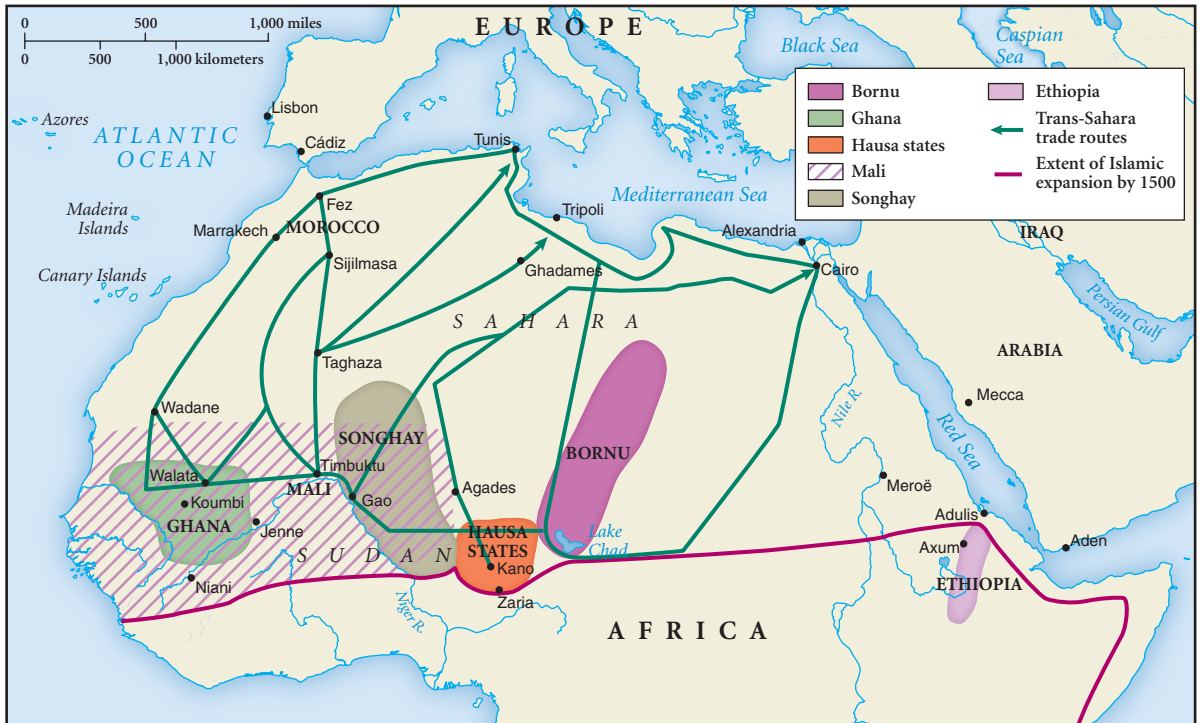 0 500 1,000 miles
0 500 1,000 kilometers
EUROPE
Black Sea
Caspian
Sea
Bornu
Ghana
Hausa states
Mali
Songhay
Ethiopia
Trans-Sahara
trade routes
Extent of Islamic
expansion by 1500
Azores
ATLANTIC
OCEAN
Lisbon
Cádiz
Tunis
Mediterranean Sea
Madeira
Islands
Fez
Marrakech
MOROCCO
Tripoli
Alexandria
IRAQ
Canary Islands
Sijilmasa
Ghadames
Cairo
Persian Gulf
SAHARA
Taghaza
ARABIA
Mecca
Nile R.
Red Sea
Wadane
SONGHAY
BORNU
Walata
Timbuktu
MALI
Koumbi
GHANA
Jenne
Gao
Agades
Meroë
HAUSA
STATES
Lake
Chad
Adulis
Aden
Axum
SUDAN
Kano
ETHIOPIA
Niani
Zaria
Niger R.
AFRICA